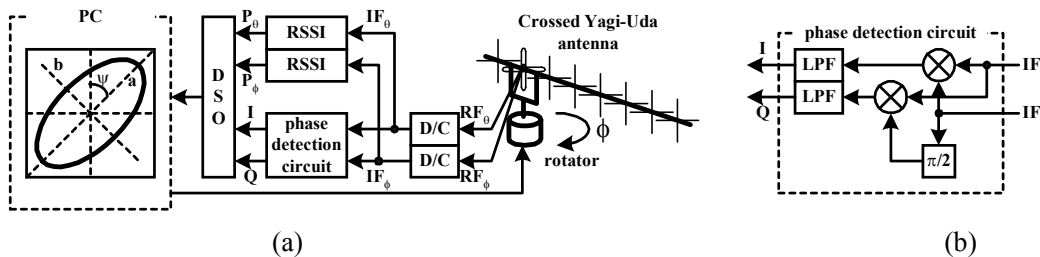 PC
b
ψ
a
D
S
O
P_θ
P_ϕ
I
Q
RSSI
RSSI
phase
detection
circuit
IF_θ
IF_ϕ
D/C
D/C
RF_θ
RF_ϕ
Crossed Yagi-Uda
antenna
ϕ
rotator
(a)
phase detection circuit
I
Q
LPF
LPF
π/2
IF
IF
(b)